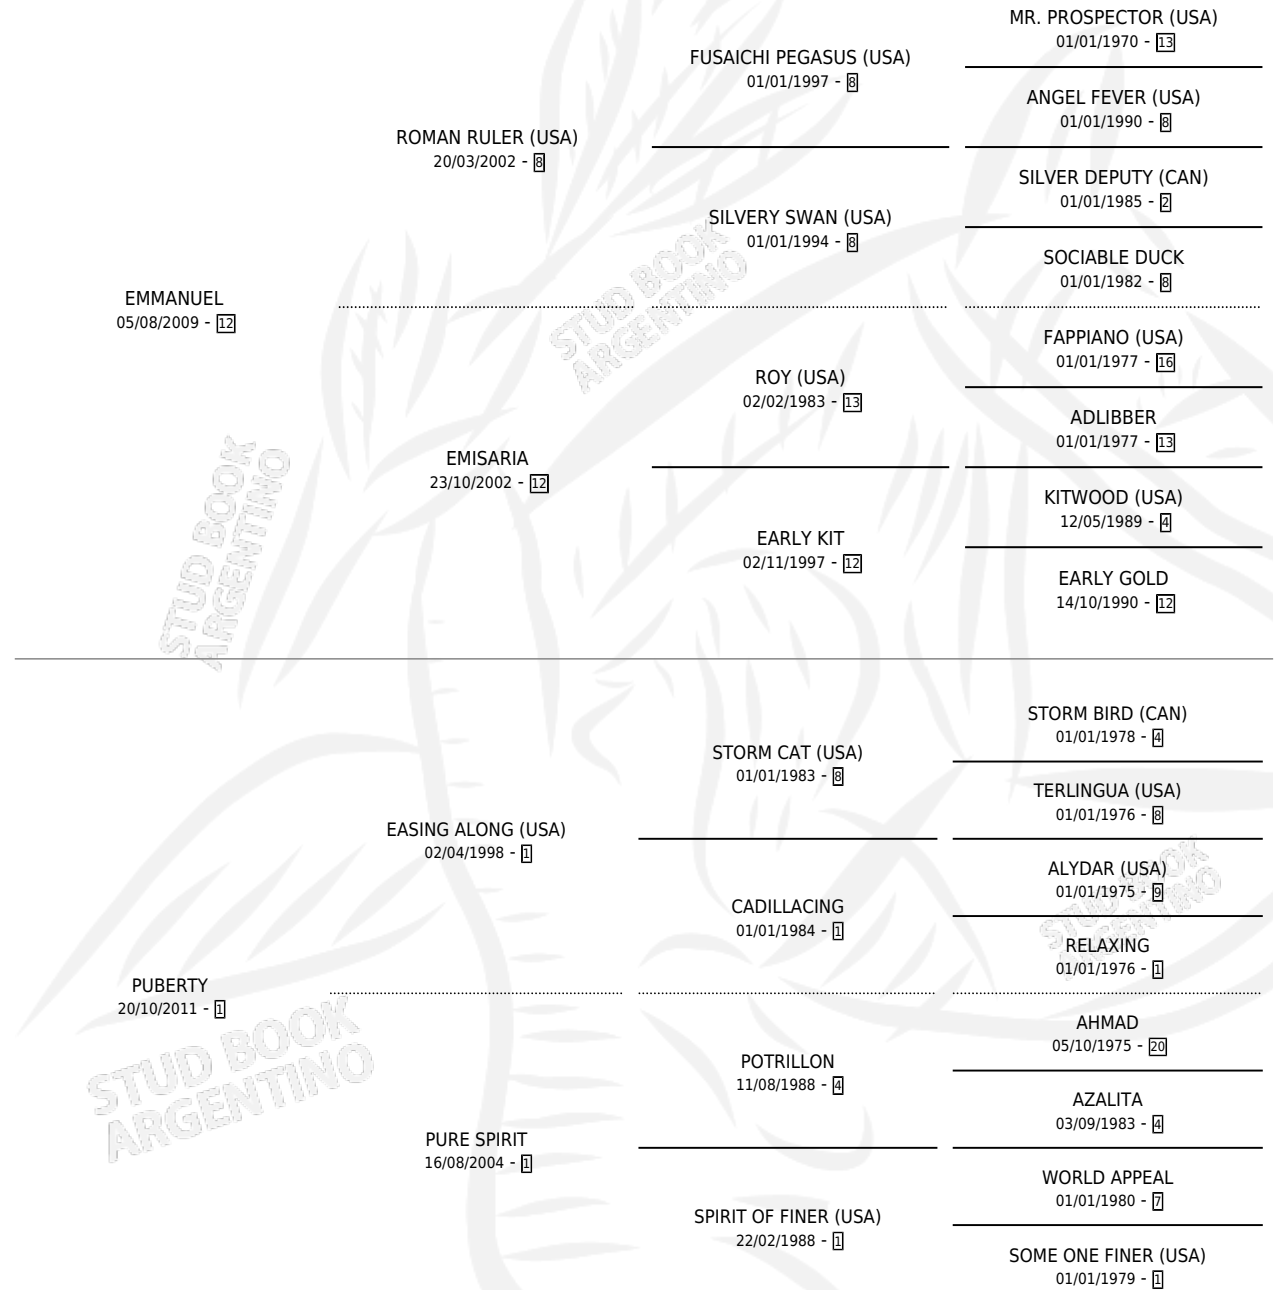 MR. PROSPECTOR (USA)
01/01/1970 - 13
FUSAICHI PEGASUS (USA)
01/01/1997 - 8
ANGEL FEVER (USA)
01/01/1990 - 8
ROMAN RULER (USA)
20/03/2002 - 8
SILVER DEPUTY (CAN)
01/01/1985 - 2
SILVERY SWAN (USA)
01/01/1994 - 8
SOCIABLE DUCK
01/01/1982 - 8
EMMANUEL
05/08/2009 - 12
FAPPIANO (USA)
01/01/1977 - 16
ROY (USA)
02/02/1983 - 13
ADLIBBER
01/01/1977 - 13
EMISARIA
23/10/2002 - 12
KITWOOD (USA)
12/05/1989 - 4
EARLY KIT
02/11/1997 - 12
EARLY GOLD
14/10/1990 - 12
STORM BIRD (CAN)
01/01/1978 - 4
STORM CAT (USA)
01/01/1983 - 8
TERLINGUA (USA)
01/01/1976 - 8
EASING ALONG (USA)
02/04/1998 - 1
ALYDAR (USA)
01/01/1975 - 9
CADILLACING
01/01/1984 - 1
RELAXING
01/01/1976 - 1
PUBERTY
20/10/2011 - 1
AHMAD
05/10/1975 - 20
POTRILLON
11/08/1988 - 4
AZALITA
03/09/1983 - 4
PURE SPIRIT
16/08/2004 - 1
WORLD APPEAL
01/01/1980 - 7
SPIRIT OF FINER (USA)
22/02/1988 - 1
SOME ONE FINER (USA)
01/01/1979 - 1
STUD BOOK
ARGENTINO
STUD BOOK
ARGENTINO
STUD BOOK
ARGENTINO
STUD BOOK
ARGENTINO